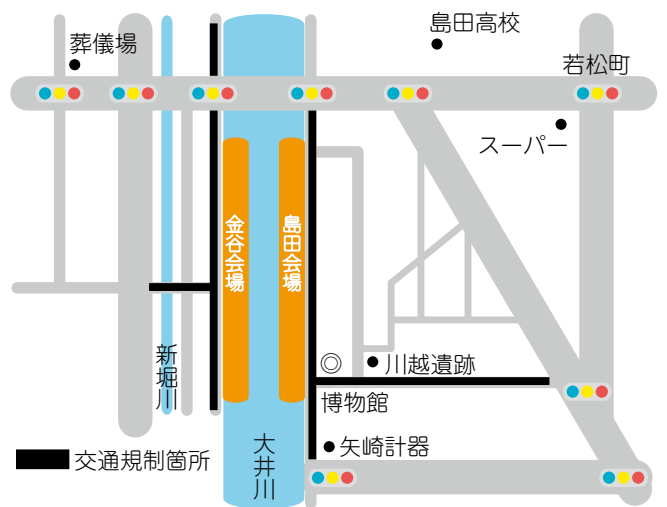 葬儀場
島田高校
若松町
スーパー
金谷会場
島田会場
新堀川
川越遺跡
博物館
矢崎計器
大井川
交通規制箇所